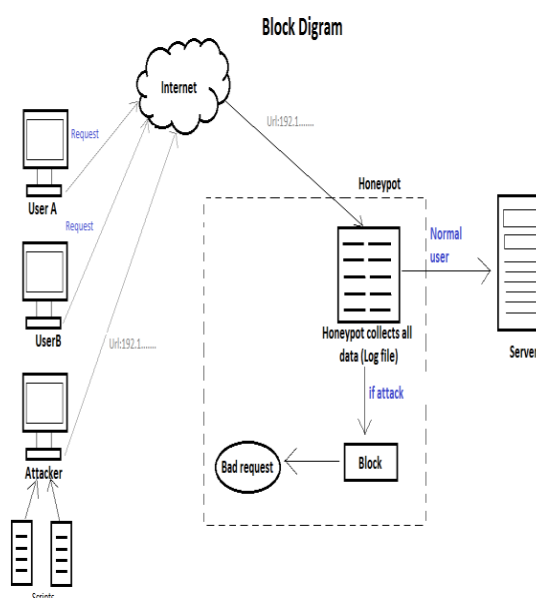 Block Digram
Internet
Request
Url:192.1.......
User A
Honeypot
Request
Normal
user
UserB
Url:192.1.......
Honeypot collects all
data (Log file)
Server
if attack
Attacker
Bad request
Block
Scripts